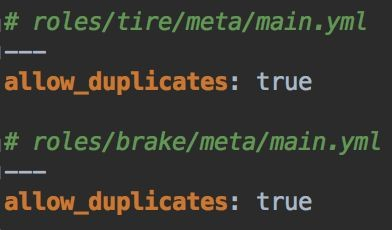 # roles/tire/meta/main.yml
---
allow_duplicates: true
# roles/brake/meta/main.yml
---
allow_duplicates: true